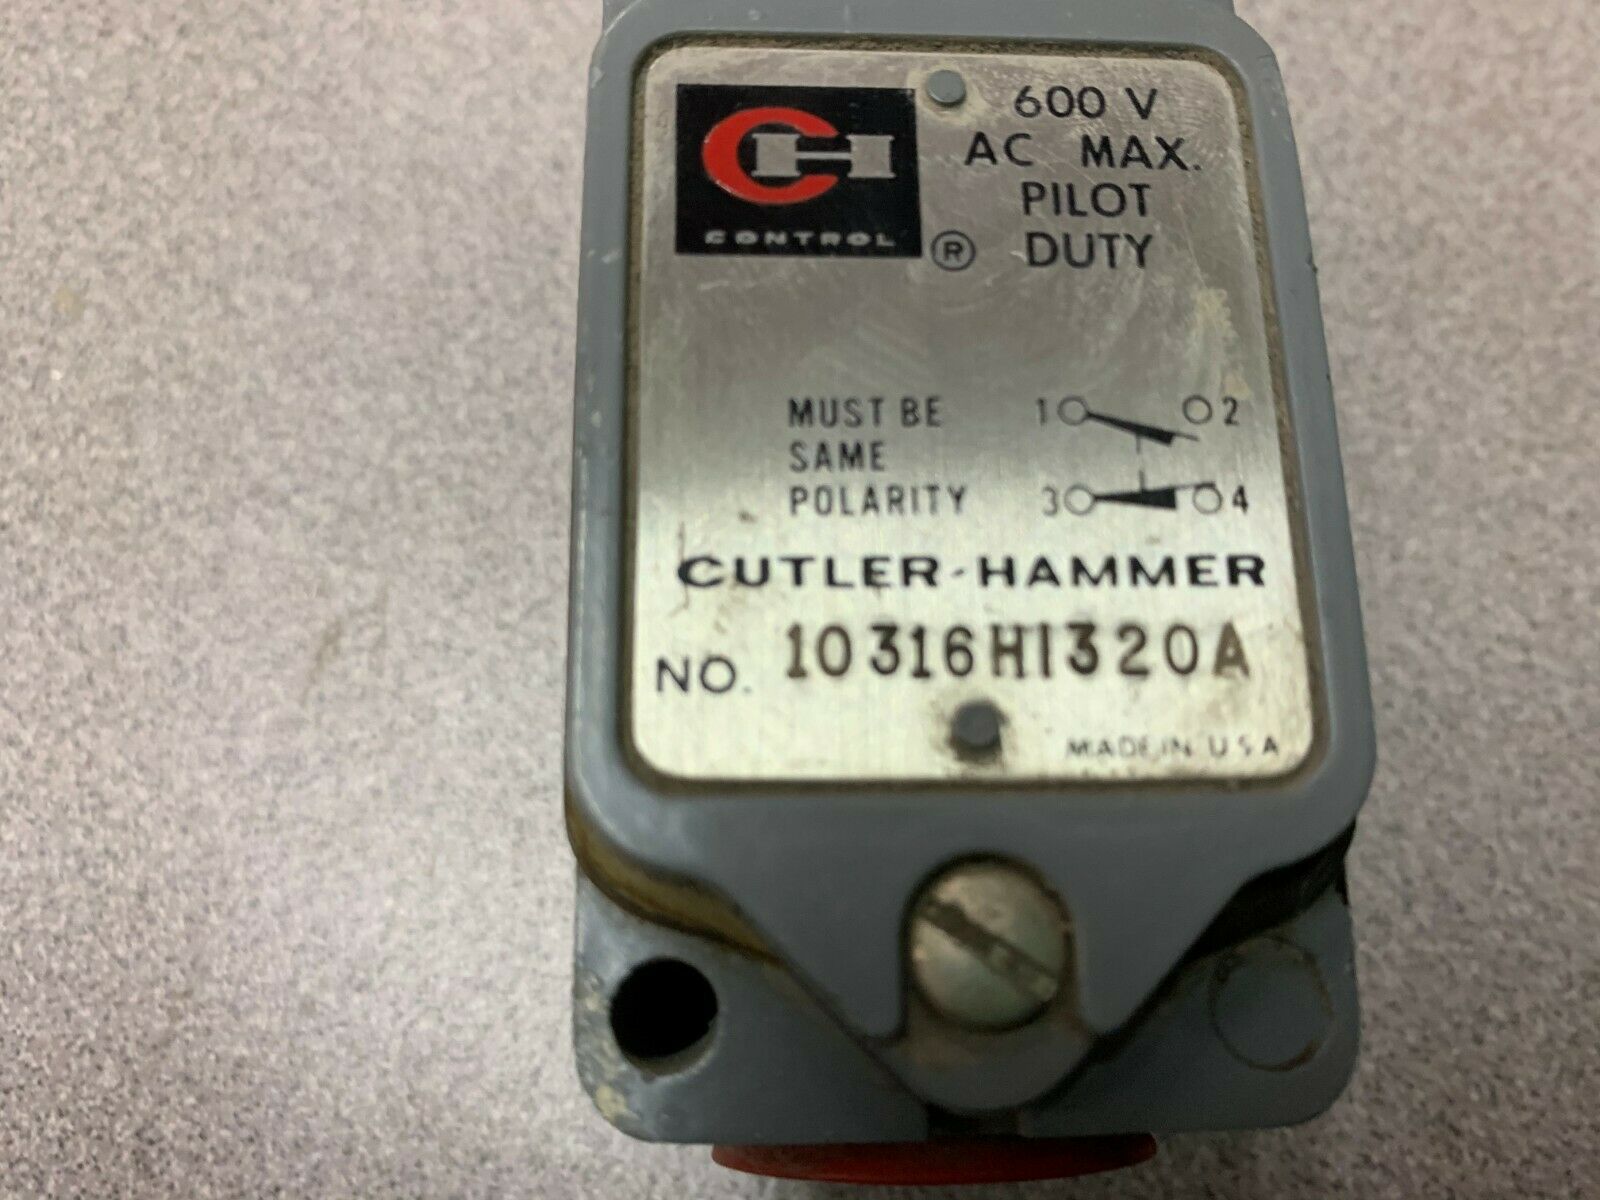 CH
CONTROL
®
600 V
AC MAX.
PILOT
DUTY
MUST BE
SAME
POLARITY
1 2
3 4
CUTLER-HAMMER
NO. 10316H1320A
MADE IN U S A